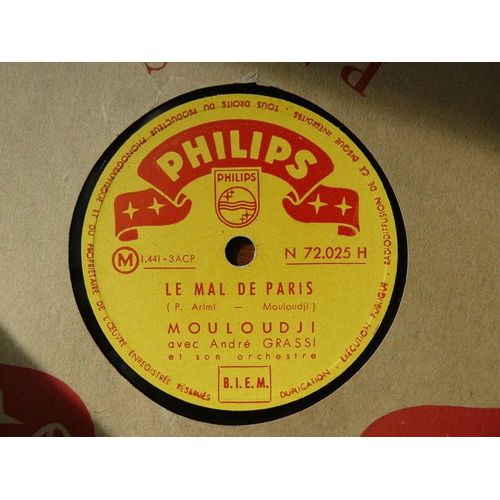 PHILIPS
PHILIPS
M 1.441 - 3 ACP
N 72.025 H
LE MAL DE PARIS
( P. Arimi – Mouloudji )
MOULOUDJI
avec André GRASSI
et son orchestre
B.I.E.M.
TOUS DROITS DU PRODUCTEUR PHONOGRAPHIQUE ET DU PROPRIÉTAIRE DE L'ŒUVRE ENREGISTRÉE RÉSERVÉS
DUPLICATION - EXÉCUTION PUBLIQUE - RADIODIFFUSION DE CE DISQUE INTERDITES